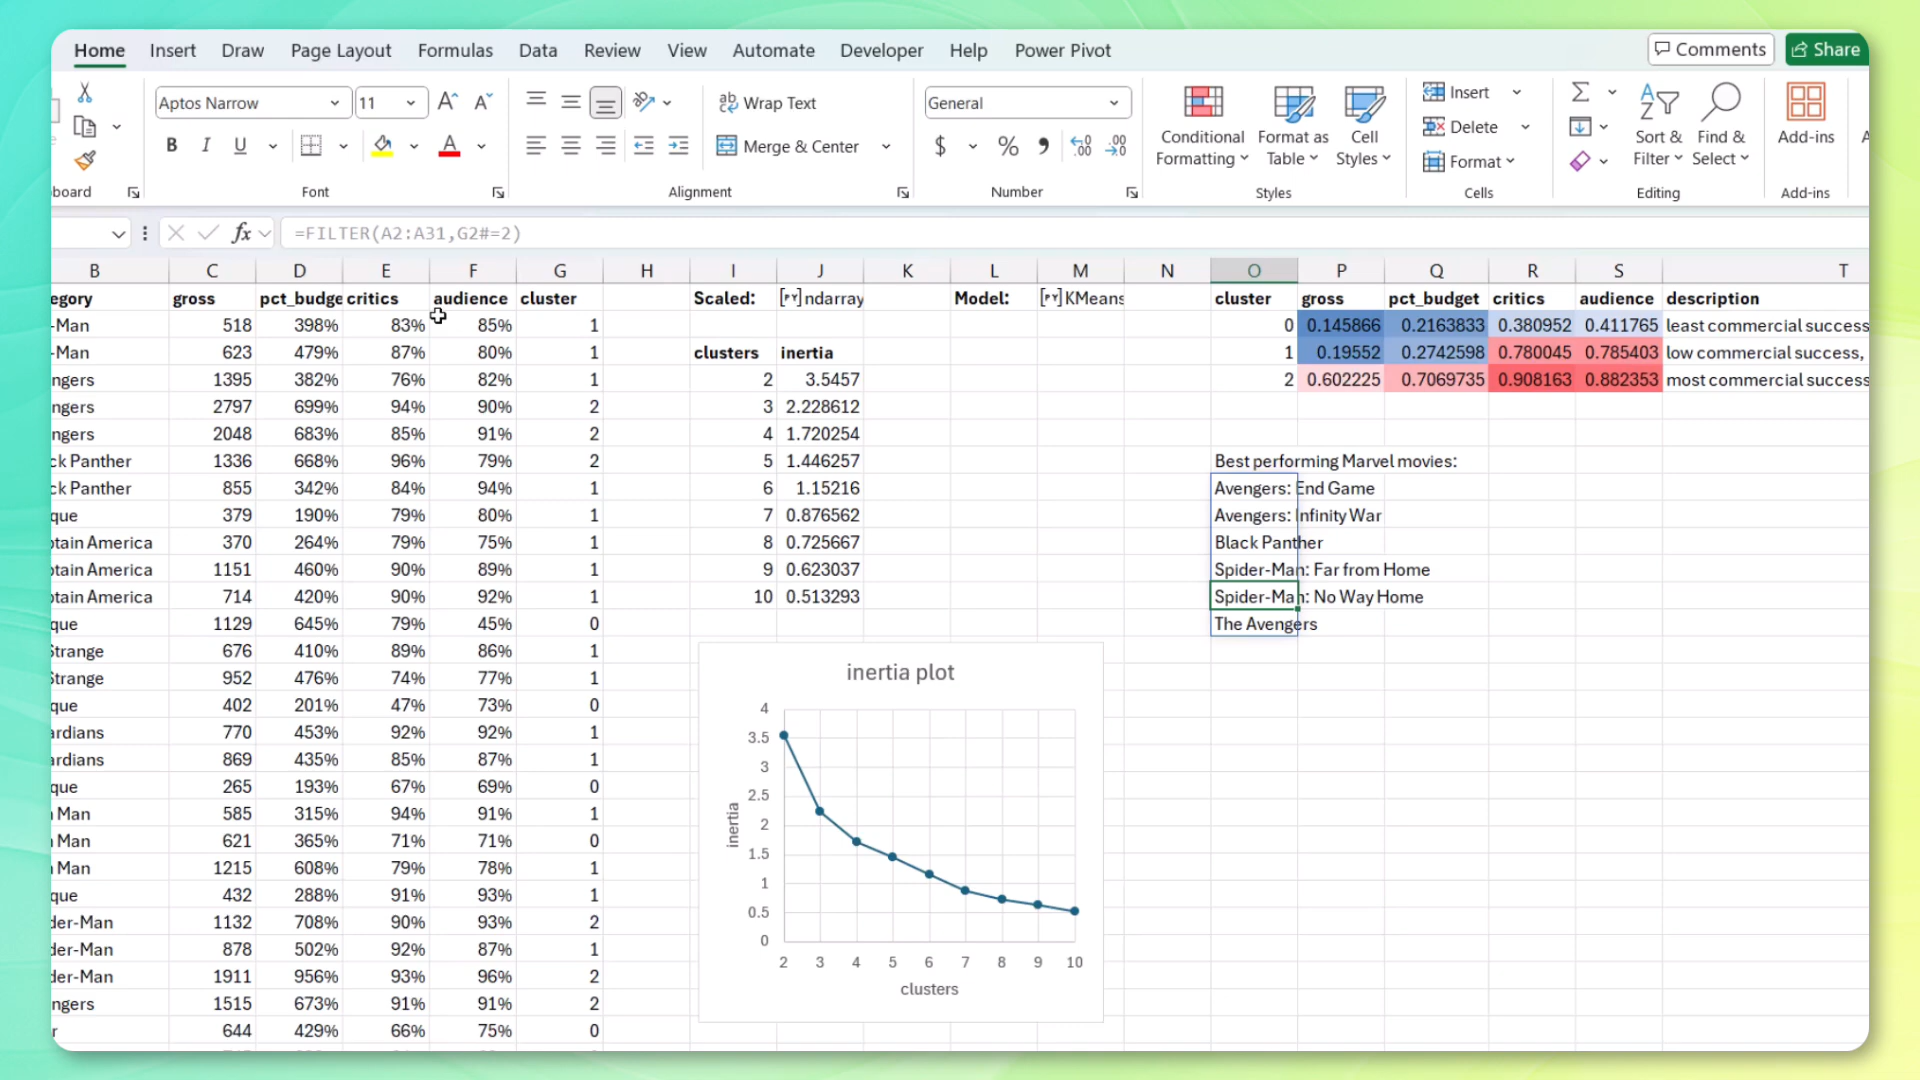 Home Insert Draw Page Layout Formulas Data Review View Automate Developer Help Power Pivot Comments Share
Aptos Narrow 11 Wrap Text General Conditional Formatting Format as Table Cell Styles Insert Delete Format Sort & Filter Find & Select Add-ins
B I U Merge & Center $ % 9
board Font Alignment Number Styles Cells Editing Add-ins
fx =FILTER(A2:A31,G2#=2)
B C D E F G H I J K L M N O P Q R S T
egory gross pct_budge critics audience cluster Scaled: [PY]ndarray Model: [PY]KMeans cluster gross pct_budget critics audience description
-Man 518 398% 83% 85% 1 0 0.145866 0.2163833 0.380952 0.411765 least commercial success
-Man 623 479% 87% 80% 1 clusters inertia 1 0.19552 0.2742598 0.780045 0.785403 low commercial success,
ngers 1395 382% 76% 82% 1 2 3.5457 2 0.602225 0.7069735 0.908163 0.882353 most commercial success
ngers 2797 699% 94% 90% 2 3 2.228612
ngers 2048 683% 85% 91% 2 4 1.720254
ck Panther 1336 668% 96% 79% 2 5 1.446257 Best performing Marvel movies:
ck Panther 855 342% 84% 94% 1 6 1.15216 Avengers: End Game
que 379 190% 79% 80% 1 7 0.876562 Avengers: Infinity War
ptain America 370 264% 79% 75% 1 8 0.725667 Black Panther
ptain America 1151 460% 90% 89% 1 9 0.623037 Spider-Man: Far from Home
ptain America 714 420% 90% 92% 1 10 0.513293 Spider-Man: No Way Home
que 1129 645% 79% 45% 0 The Avengers
Strange 676 410% 89% 86% 1
Strange 952 476% 74% 77% 1
que 402 201% 47% 73% 0
ardians 770 453% 92% 92% 1
ardians 869 435% 85% 87% 1
que 265 193% 67% 69% 0
n Man 585 315% 94% 91% 1
n Man 621 365% 71% 71% 0
n Man 1215 608% 79% 78% 1
que 432 288% 91% 93% 1
der-Man 1132 708% 90% 93% 2
der-Man 878 502% 92% 87% 1
der-Man 1911 956% 93% 96% 2
ngers 1515 673% 91% 91% 2
r 644 429% 66% 75% 0
inertia plot
inertia
4
3.5
3
2.5
2
1.5
1
0.5
0
2 3 4 5 6 7 8 9 10
clusters